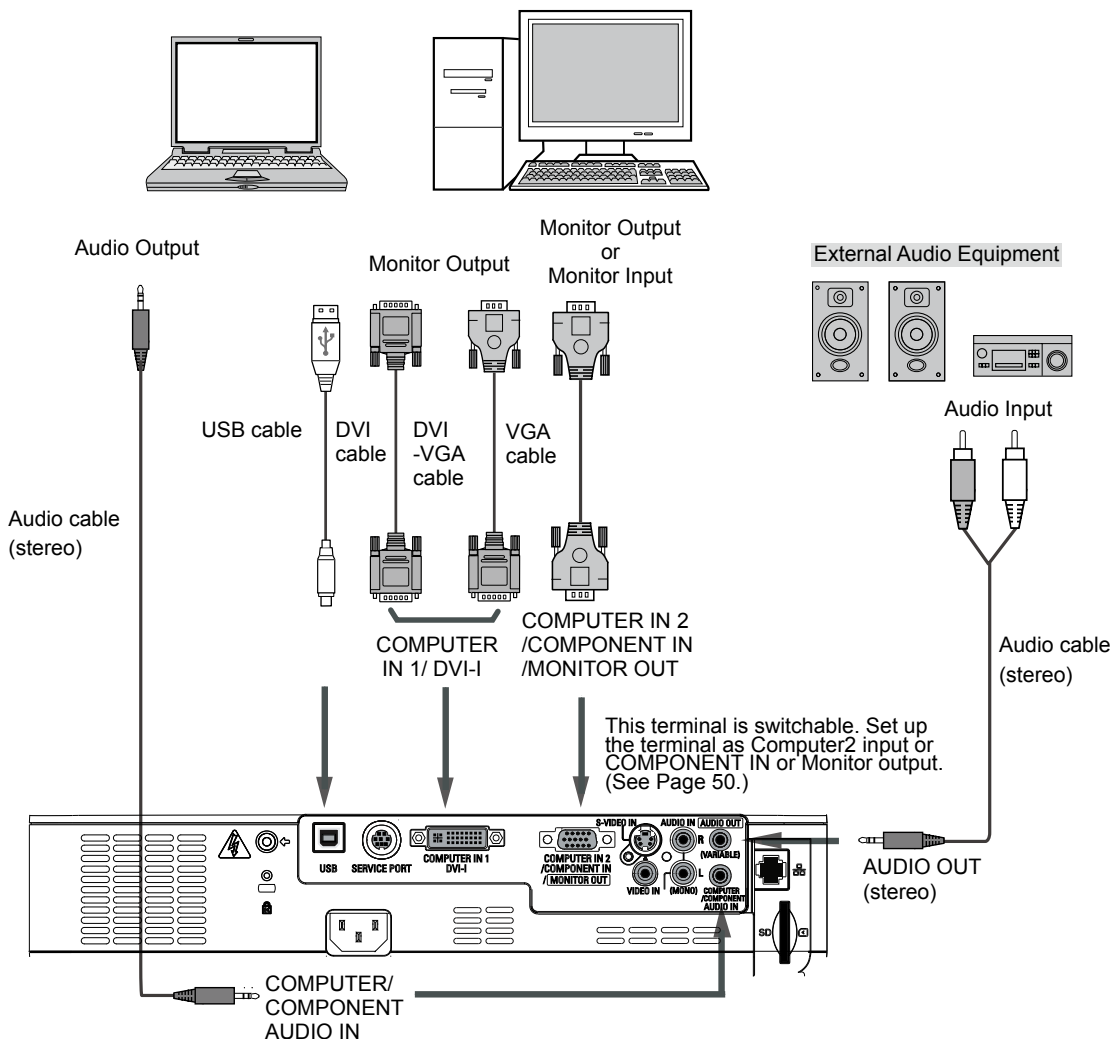 Audio Output
Monitor Output
Monitor Output
or
Monitor Input
External Audio Equipment
Audio Input
USB cable
DVI
cable
DVI
-VGA
cable
VGA
cable
Audio cable
(stereo)
COMPUTER
IN 1/ DVI-I
COMPUTER IN 2
/COMPONENT IN
/MONITOR OUT
Audio cable
(stereo)
This terminal is switchable. Set up
the terminal as Computer2 input or
COMPONENT IN or Monitor output.
(See Page 50.)
USB
SERVICE PORT
COMPUTER IN 1
DVI-I
COMPUTER IN 2
/COMPONENT IN
/ MONITOR OUT
S-VIDEO IN
VIDEO IN
AUDIO IN
R
L
(MONO)
AUDIO OUT
(VARIABLE)
COMPUTER
/COMPONENT
AUDIO IN
SD
AUDIO OUT
(stereo)
COMPUTER/
COMPONENT
AUDIO IN